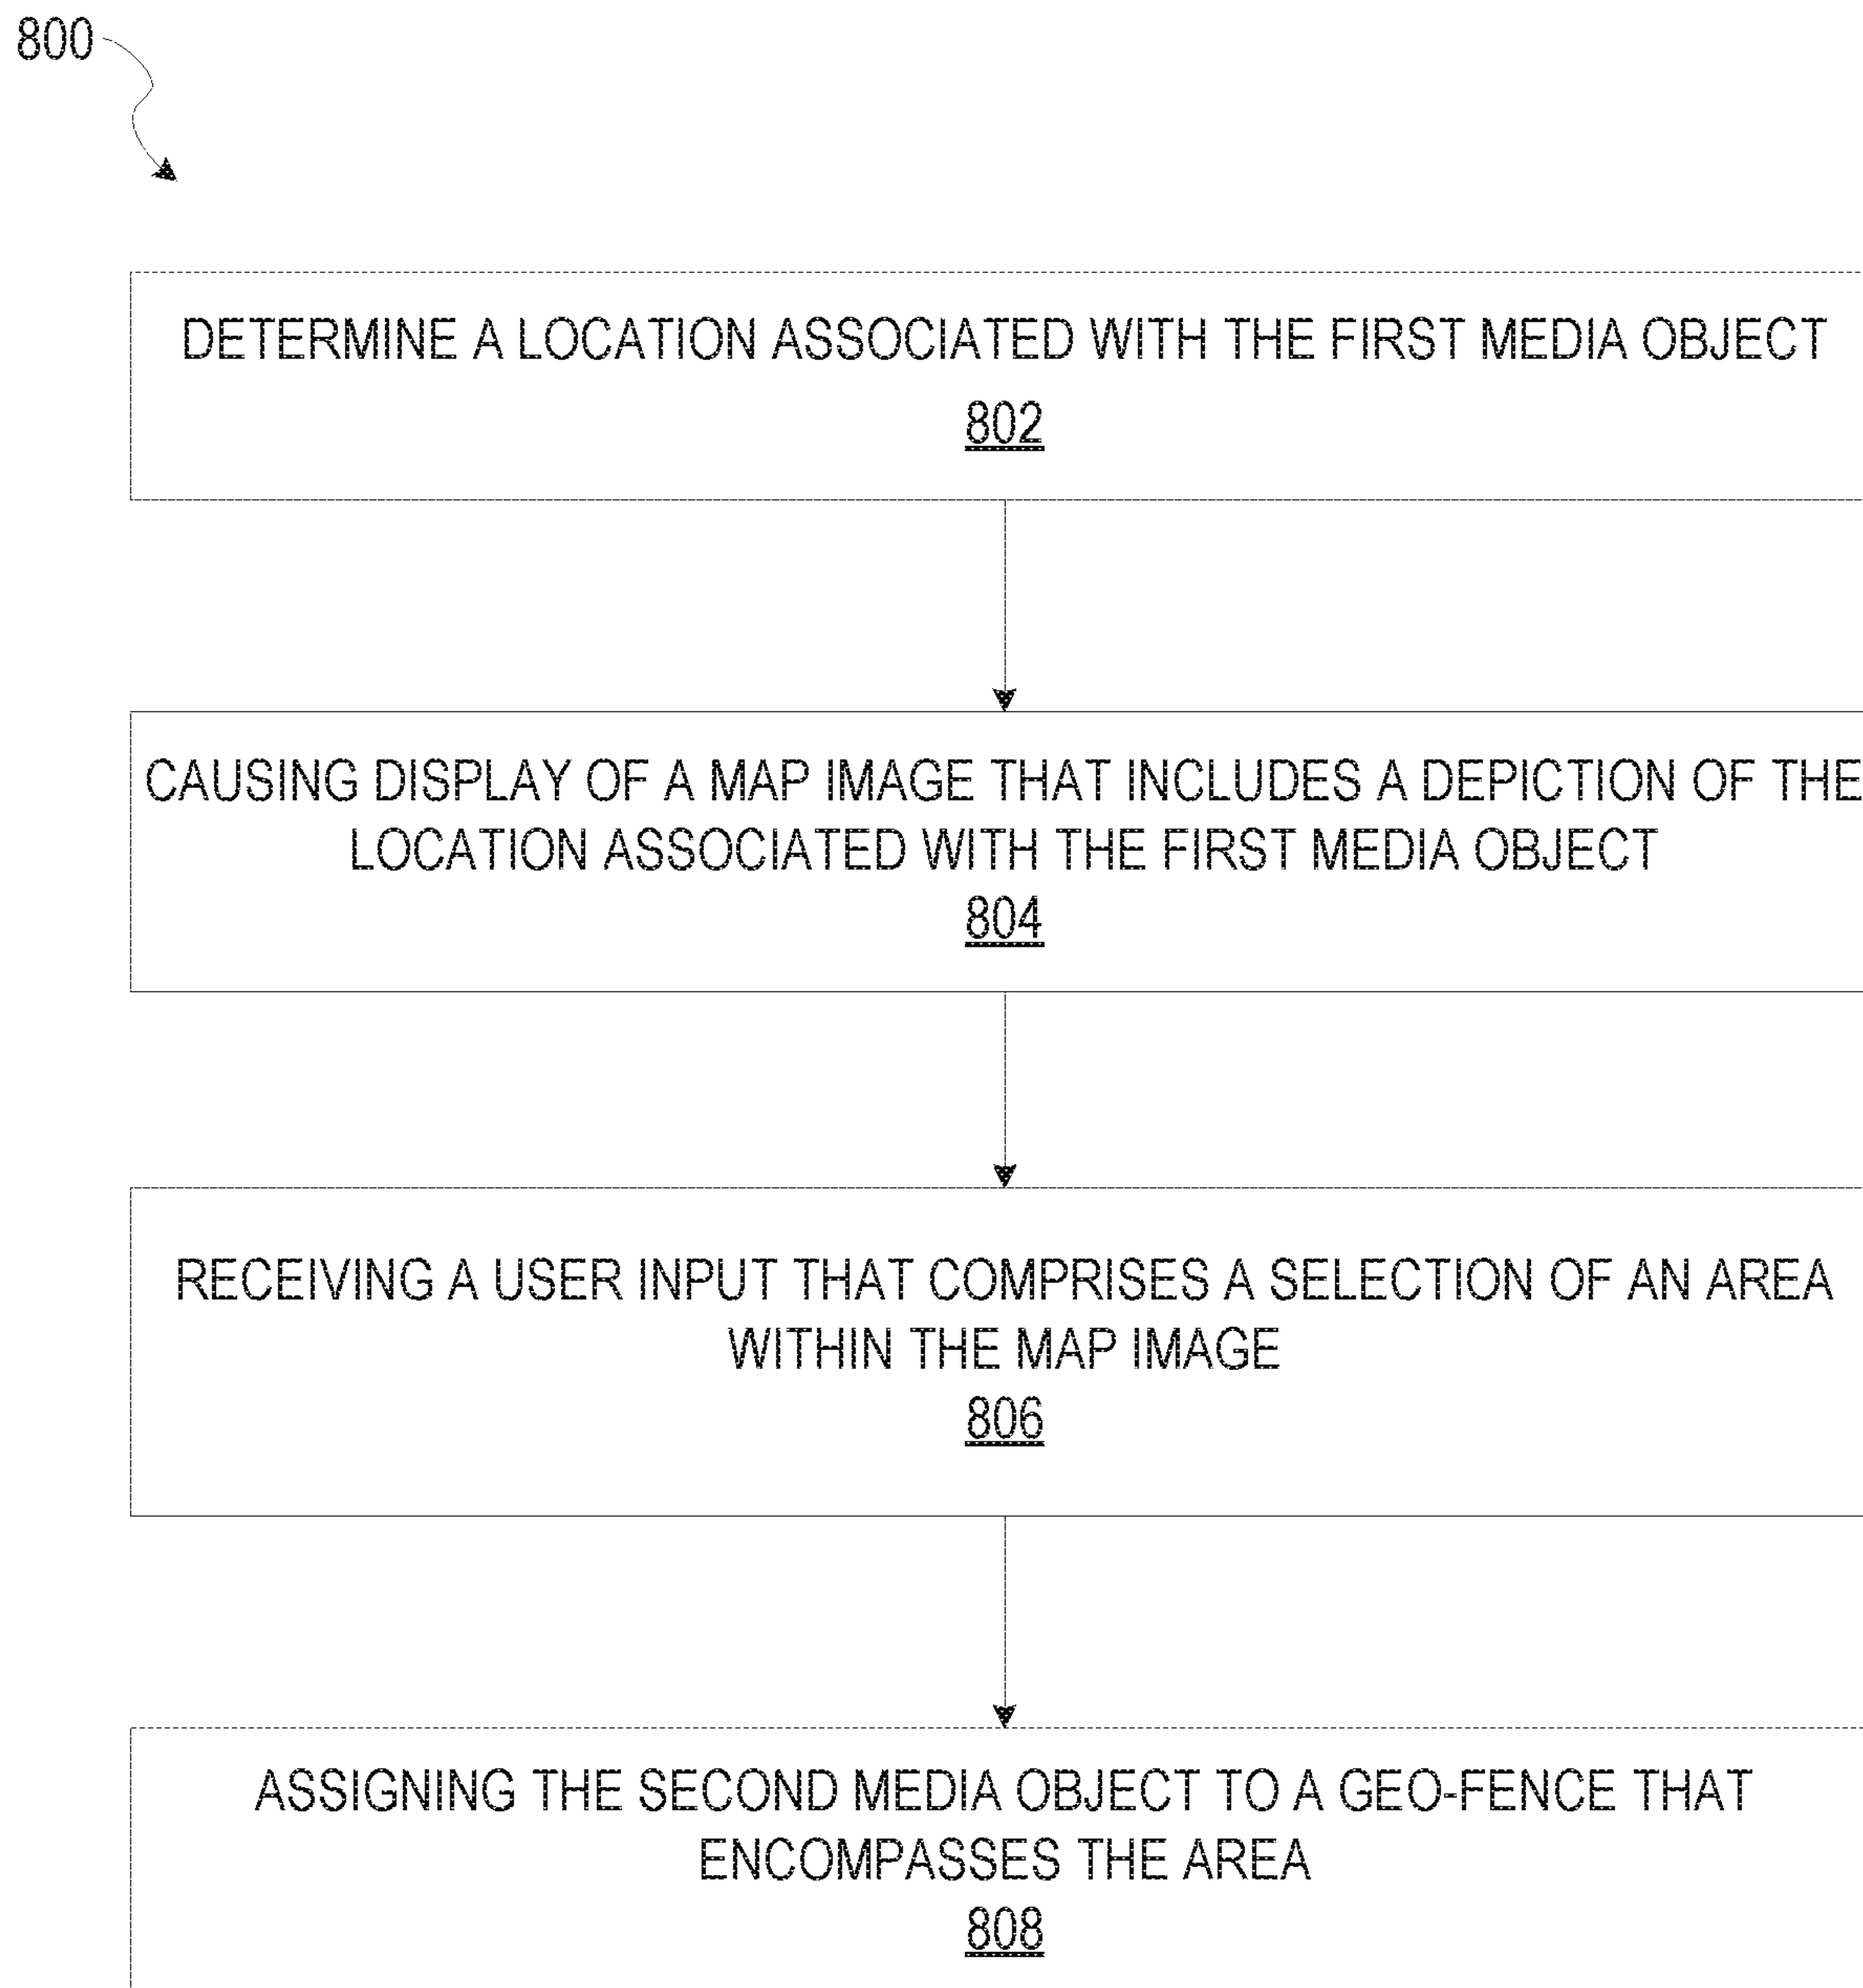 800
DETERMINE A LOCATION ASSOCIATED WITH THE FIRST MEDIA OBJECT
802
CAUSING DISPLAY OF A MAP IMAGE THAT INCLUDES A DEPICTION OF THE
LOCATION ASSOCIATED WITH THE FIRST MEDIA OBJECT
804
RECEIVING A USER INPUT THAT COMPRISES A SELECTION OF AN AREA
WITHIN THE MAP IMAGE
806
ASSIGNING THE SECOND MEDIA OBJECT TO A GEO-FENCE THAT
ENCOMPASSES THE AREA
808